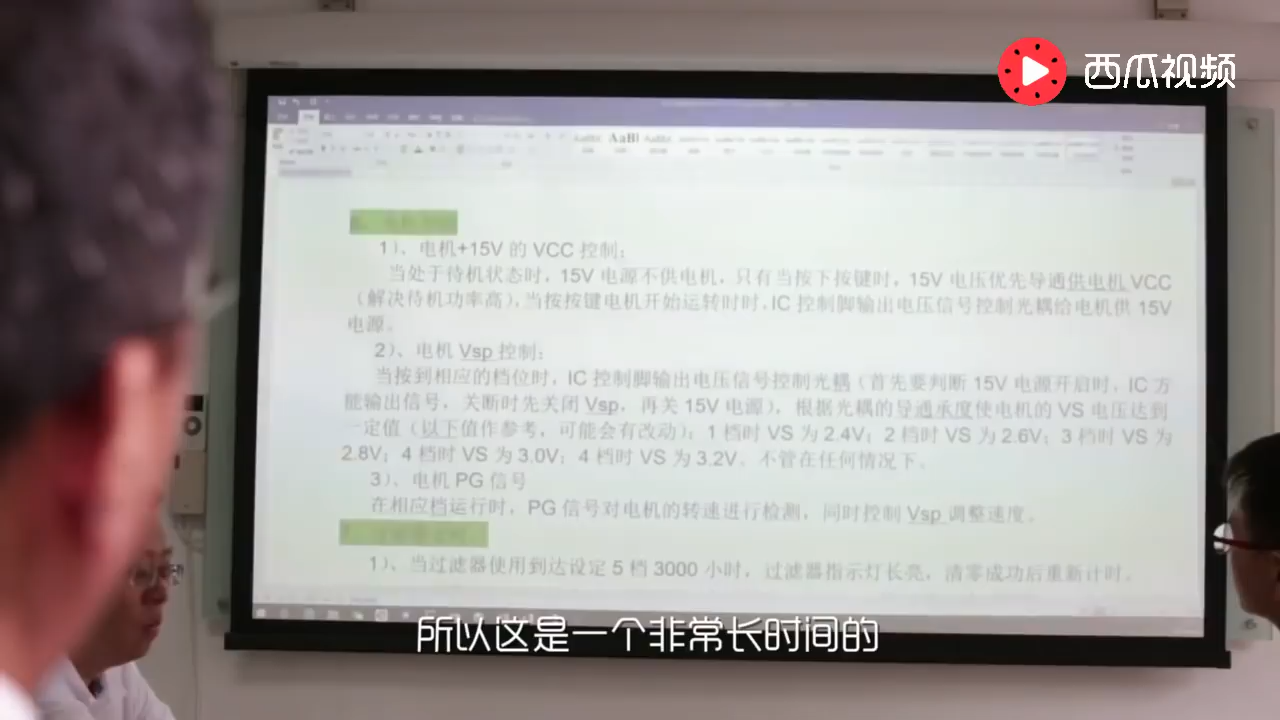 西瓜视频
AaBl
1）、电机+15V 的 VCC 控制：
当处于待机状态时，15V 电源不供电机，只有当按下按键时，15V 电压优先导通供电机 VCC
（解决待机功率高），当按按键电机开始运转时时，IC 控制脚输出电压信号控制光耦给电机供 15V
电源。
2）、电机 Vsp 控制：
当按到相应的档位时，IC 控制脚输出电压信号控制光耦（首先要判断 15V 电源开启时，IC 方
能输出信号，关断时先关闭 Vsp，再关 15V 电源），根据光耦的导通承度使电机的 VS 电压达到
一定值（以下值作参考，可能会有改动）：1 档时 VS 为 2.4V；2 档时 VS 为 2.6V；3 档时 VS 为
2.8V；4 档时 VS 为 3.0V；4 档时 VS 为 3.2V。不管在任何情况下。
3）、电机 PG 信号
在相应档运行时，PG 信号对电机的转速进行检测，同时控制 Vsp 调整速度。
1）、当过滤器使用到达设定 5 档 3000 小时，过滤器指示灯长亮，清零成功后重新计时。
所以这是一个非常长时间的